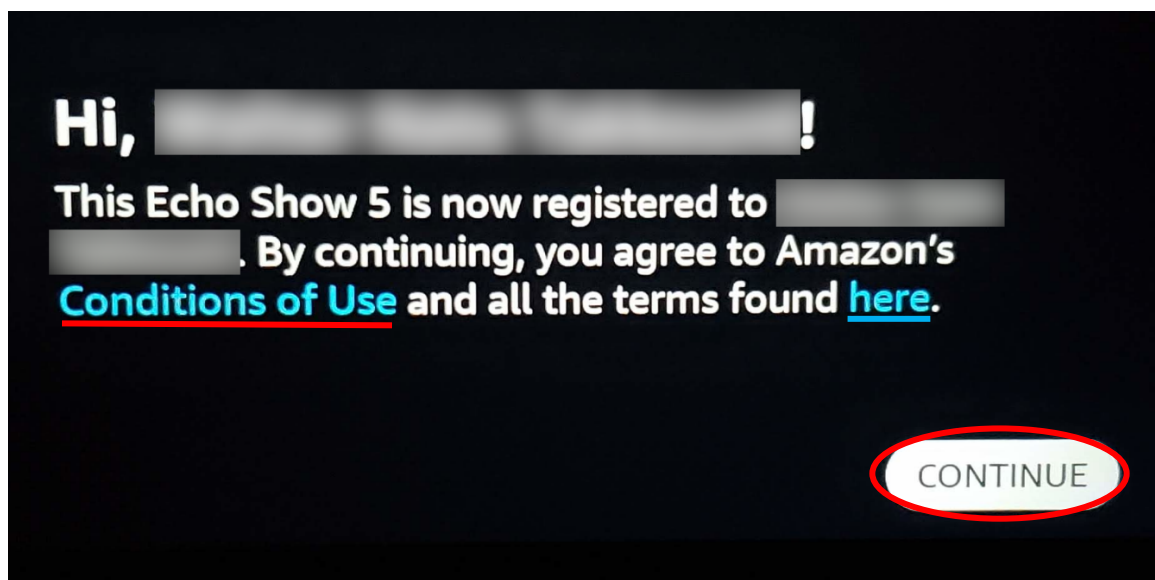 Hi, !
This Echo Show 5 is now registered to
. By continuing, you agree to Amazon’s
Conditions of Use and all the terms found here.
CONTINUE